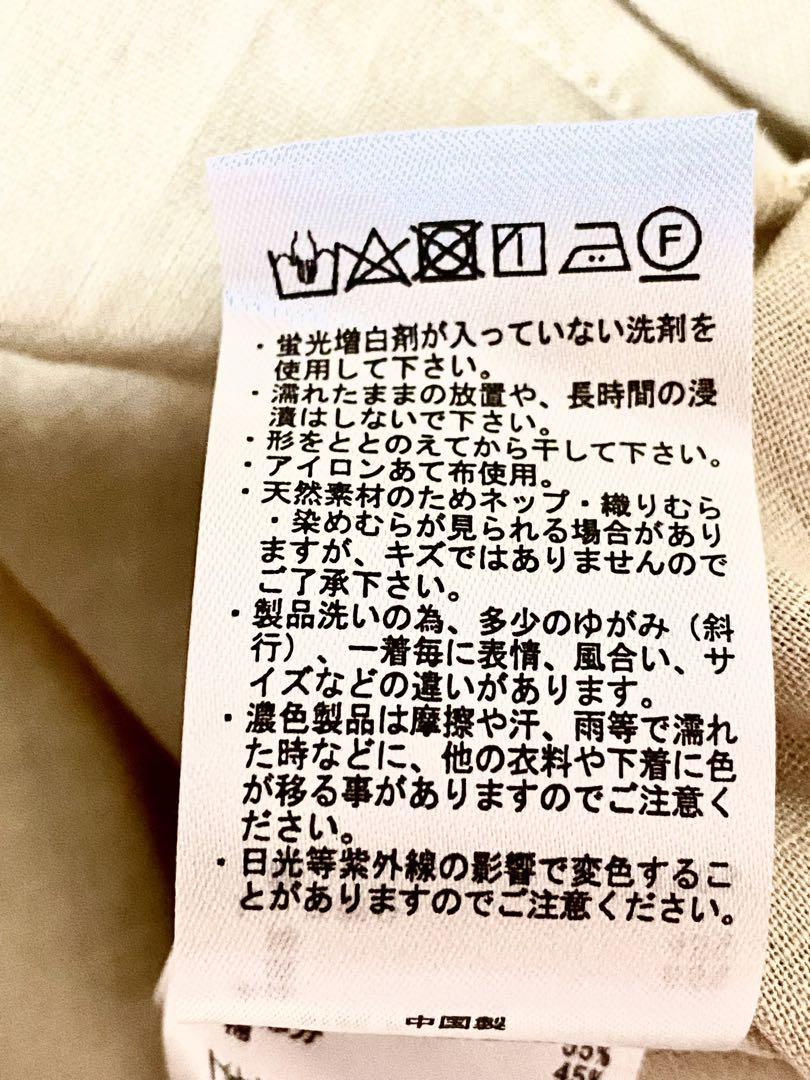 F
・蛍光増白剤が入っていない洗剤を
使用して下さい。
・濡れたままの放置や、長時間の浸
漬はしないで下さい。
・形をととのえてから干して下さい。
・アイロンあて布使用。
・天然素材のためネップ・織りむら
・染めむらが見られる場合があり
ますが、キズではありませんので
ご了承下さい。
・製品洗いの為、多少のゆがみ（斜
行）、一着毎に表情、風合い、サ
イズなどの違いがあります。
・濃色製品は摩擦や汗、雨等で濡れ
た時などに、他の衣料や下着に色
が移る事がありますのでご注意く
ださい。
・日光等紫外線の影響で変色するこ
とがありますのでご注意ください。
中国製
55%
45%